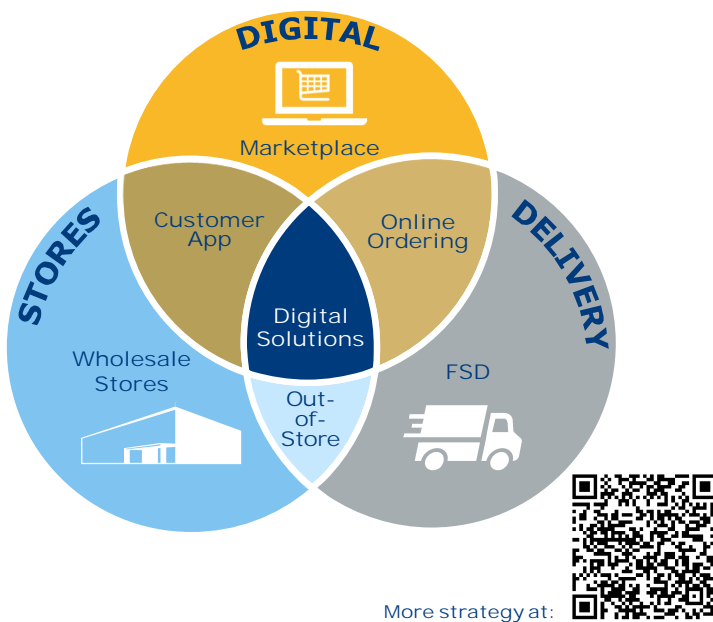 DIGITAL
Marketplace
Customer
App
Online
Ordering
STORES
DELIVERY
Digital
Solutions
Wholesale
Stores
FSD
Out-
of-
Store
More strategy at: